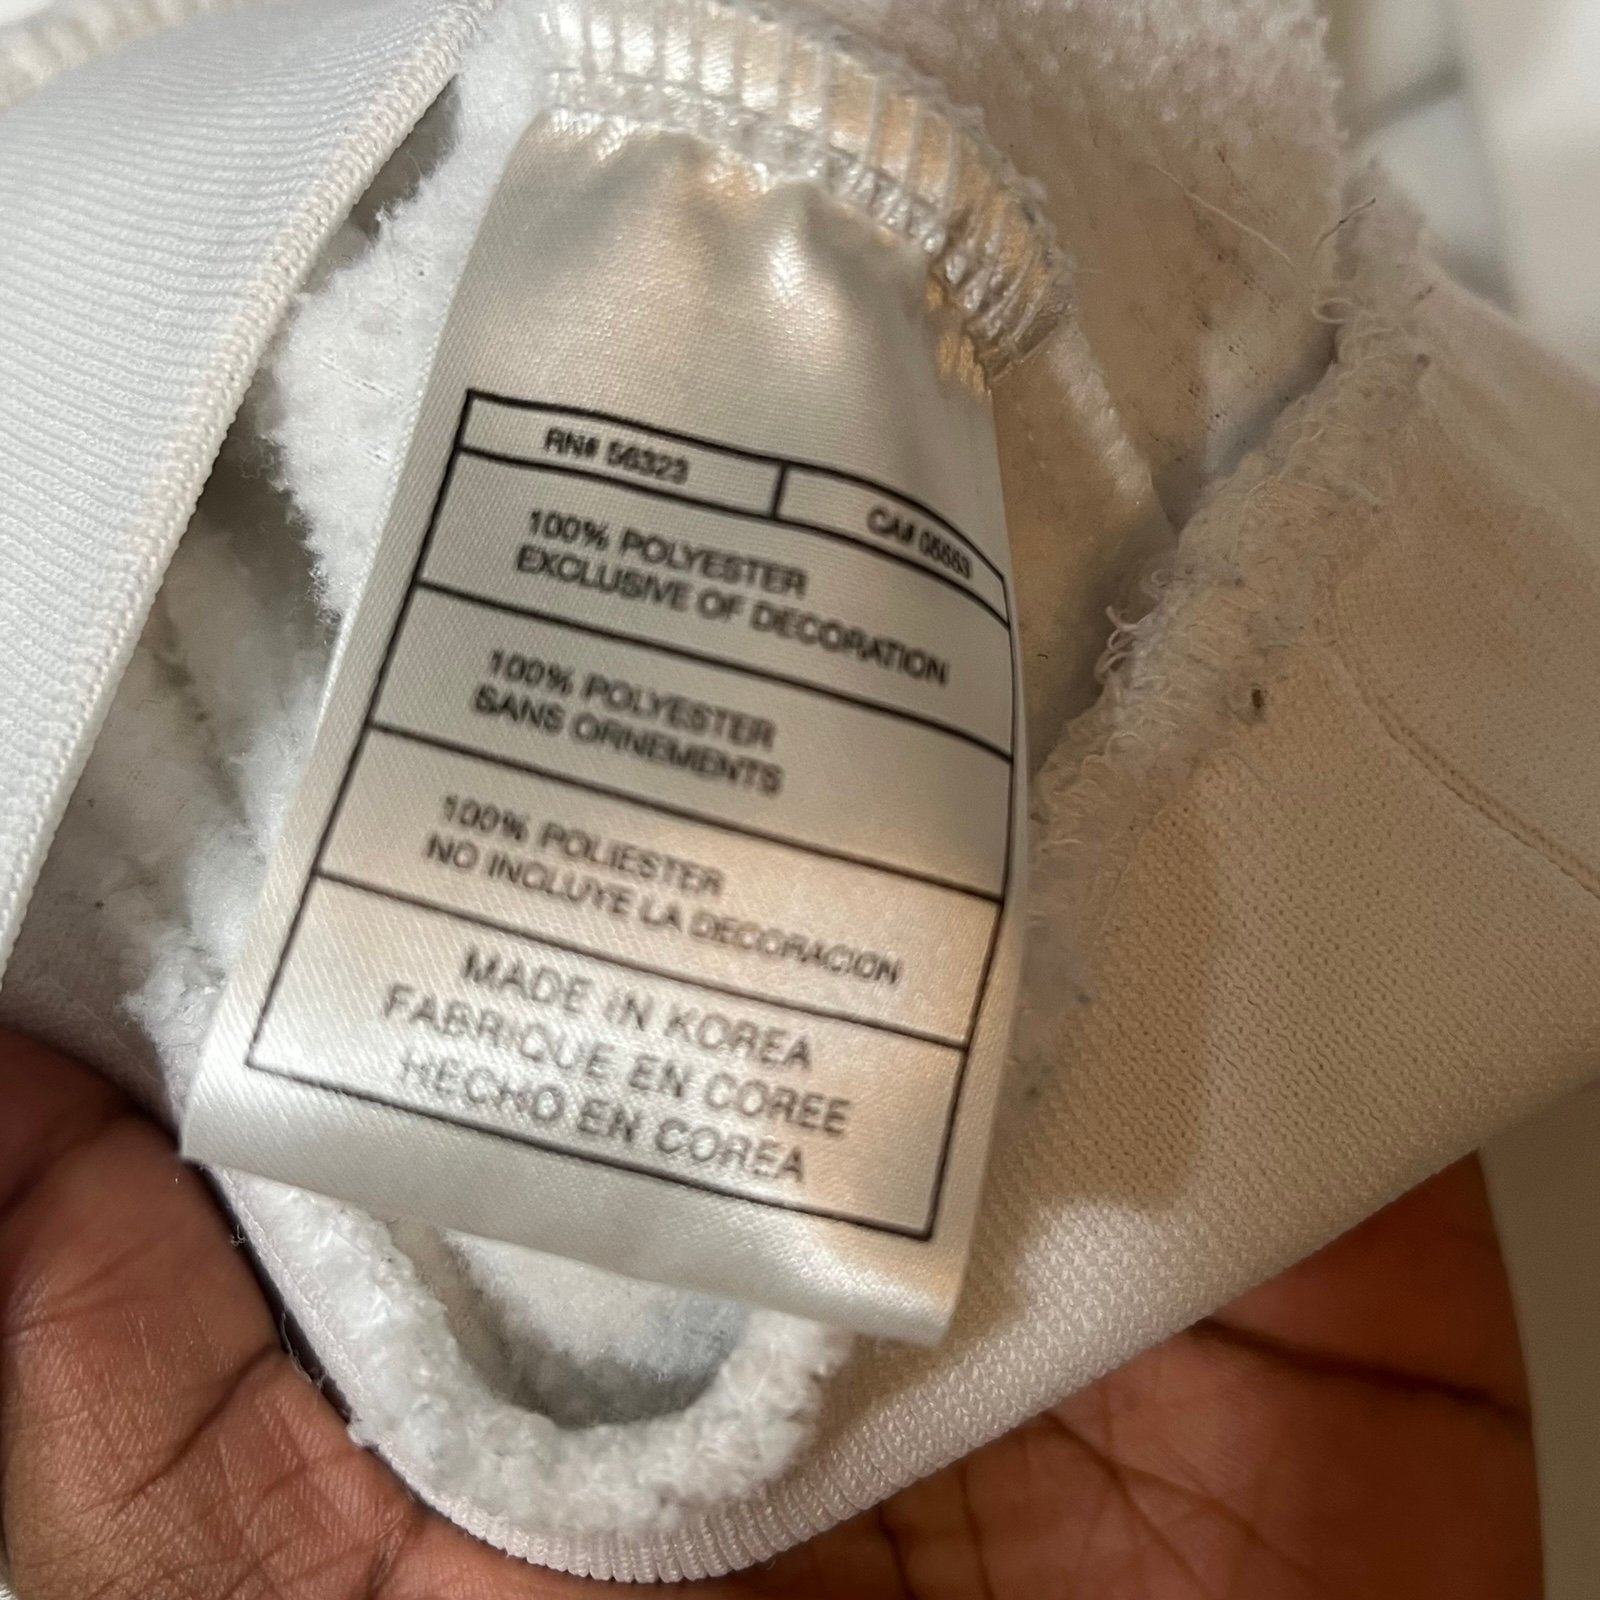 RN# 56323
CA# 05553
100% POLYESTER
EXCLUSIVE OF DECORATION
100% POLYESTER
SANS ORNEMENTS
100% POLIESTER
NO INCLUYE LA DECORACION
MADE IN KOREA
FABRIQUE EN COREE
HECHO EN COREA